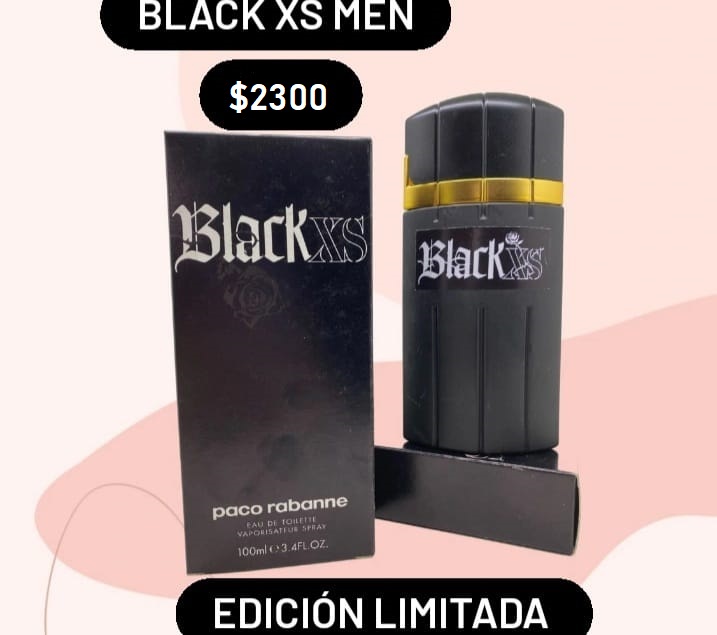 BLACK XS MEN
$2300
Blackxs
Blackxs
paco rabanne
EAU DE TOILETTE
VAPORISATEUR SPRAY
100ml e 3.4FL.OZ.
EDICIÓN LIMITADA